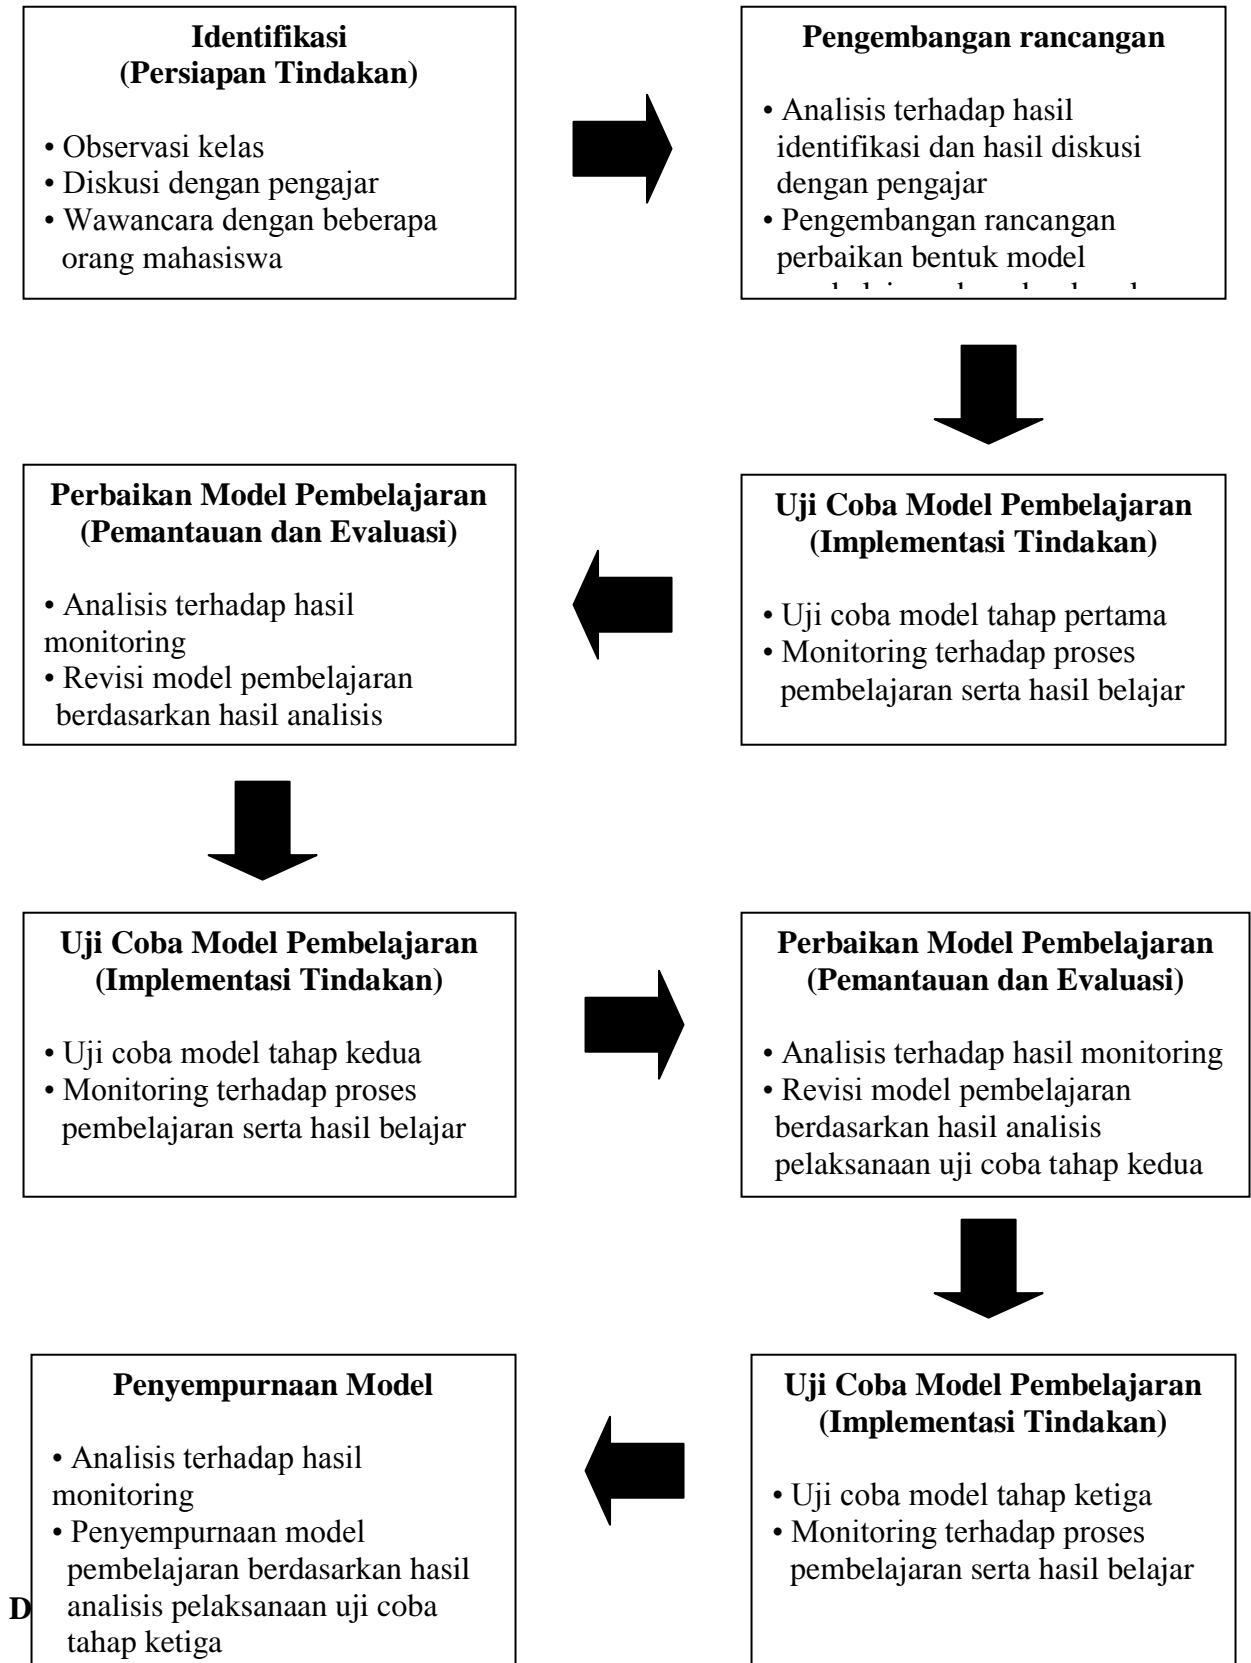 Identifikasi
(Persiapan Tindakan)
• Observasi kelas
• Diskusi dengan pengajar
• Wawancara dengan beberapa
orang mahasiswa
Pengembangan rancangan
• Analisis terhadap hasil
identifikasi dan hasil diskusi
dengan pengajar
• Pengembangan rancangan
perbaikan bentuk model
Uji Coba Model Pembelajaran
(Implementasi Tindakan)
• Uji coba model tahap pertama
• Monitoring terhadap proses
pembelajaran serta hasil belajar
Perbaikan Model Pembelajaran
(Pemantauan dan Evaluasi)
• Analisis terhadap hasil
monitoring
• Revisi model pembelajaran
berdasarkan hasil analisis
Uji Coba Model Pembelajaran
(Implementasi Tindakan)
• Uji coba model tahap kedua
• Monitoring terhadap proses
pembelajaran serta hasil belajar
Perbaikan Model Pembelajaran
(Pemantauan dan Evaluasi)
• Analisis terhadap hasil monitoring
• Revisi model pembelajaran
berdasarkan hasil analisis
pelaksanaan uji coba tahap kedua
Uji Coba Model Pembelajaran
(Implementasi Tindakan)
• Uji coba model tahap ketiga
• Monitoring terhadap proses
pembelajaran serta hasil belajar
Penyempurnaan Model
• Analisis terhadap hasil
monitoring
• Penyempurnaan model
pembelajaran berdasarkan hasil
analisis pelaksanaan uji coba
tahap ketiga
D